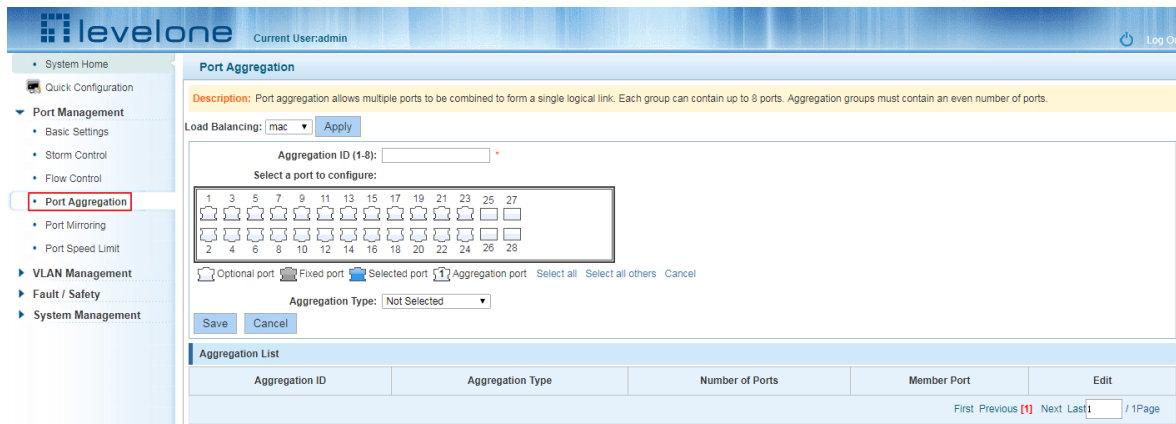 levelone
Current User:admin
Log Ou
System Home
Quick Configuration
Port Management
Basic Settings
Storm Control
Flow Control
Port Aggregation
Port Mirroring
Port Speed Limit
VLAN Management
Fault / Safety
System Management
Port Aggregation
Description: Port aggregation allows multiple ports to be combined to form a single logical link. Each group can contain up to 8 ports. Aggregation groups must contain an even number of ports.
Load Balancing: mac Apply
Aggregation ID (1-8): *
Select a port to configure:
1 3 5 7 9 11 13 15 17 19 21 23 25 27
2 4 6 8 10 12 14 16 18 20 22 24 26 28
Optional port Fixed port Selected port 1 Aggregation port Select all Select all others Cancel
Aggregation Type: Not Selected
Save Cancel
Aggregation List
Aggregation ID Aggregation Type Number of Ports Member Port Edit
First Previous [1] Next Last 1 / 1Page